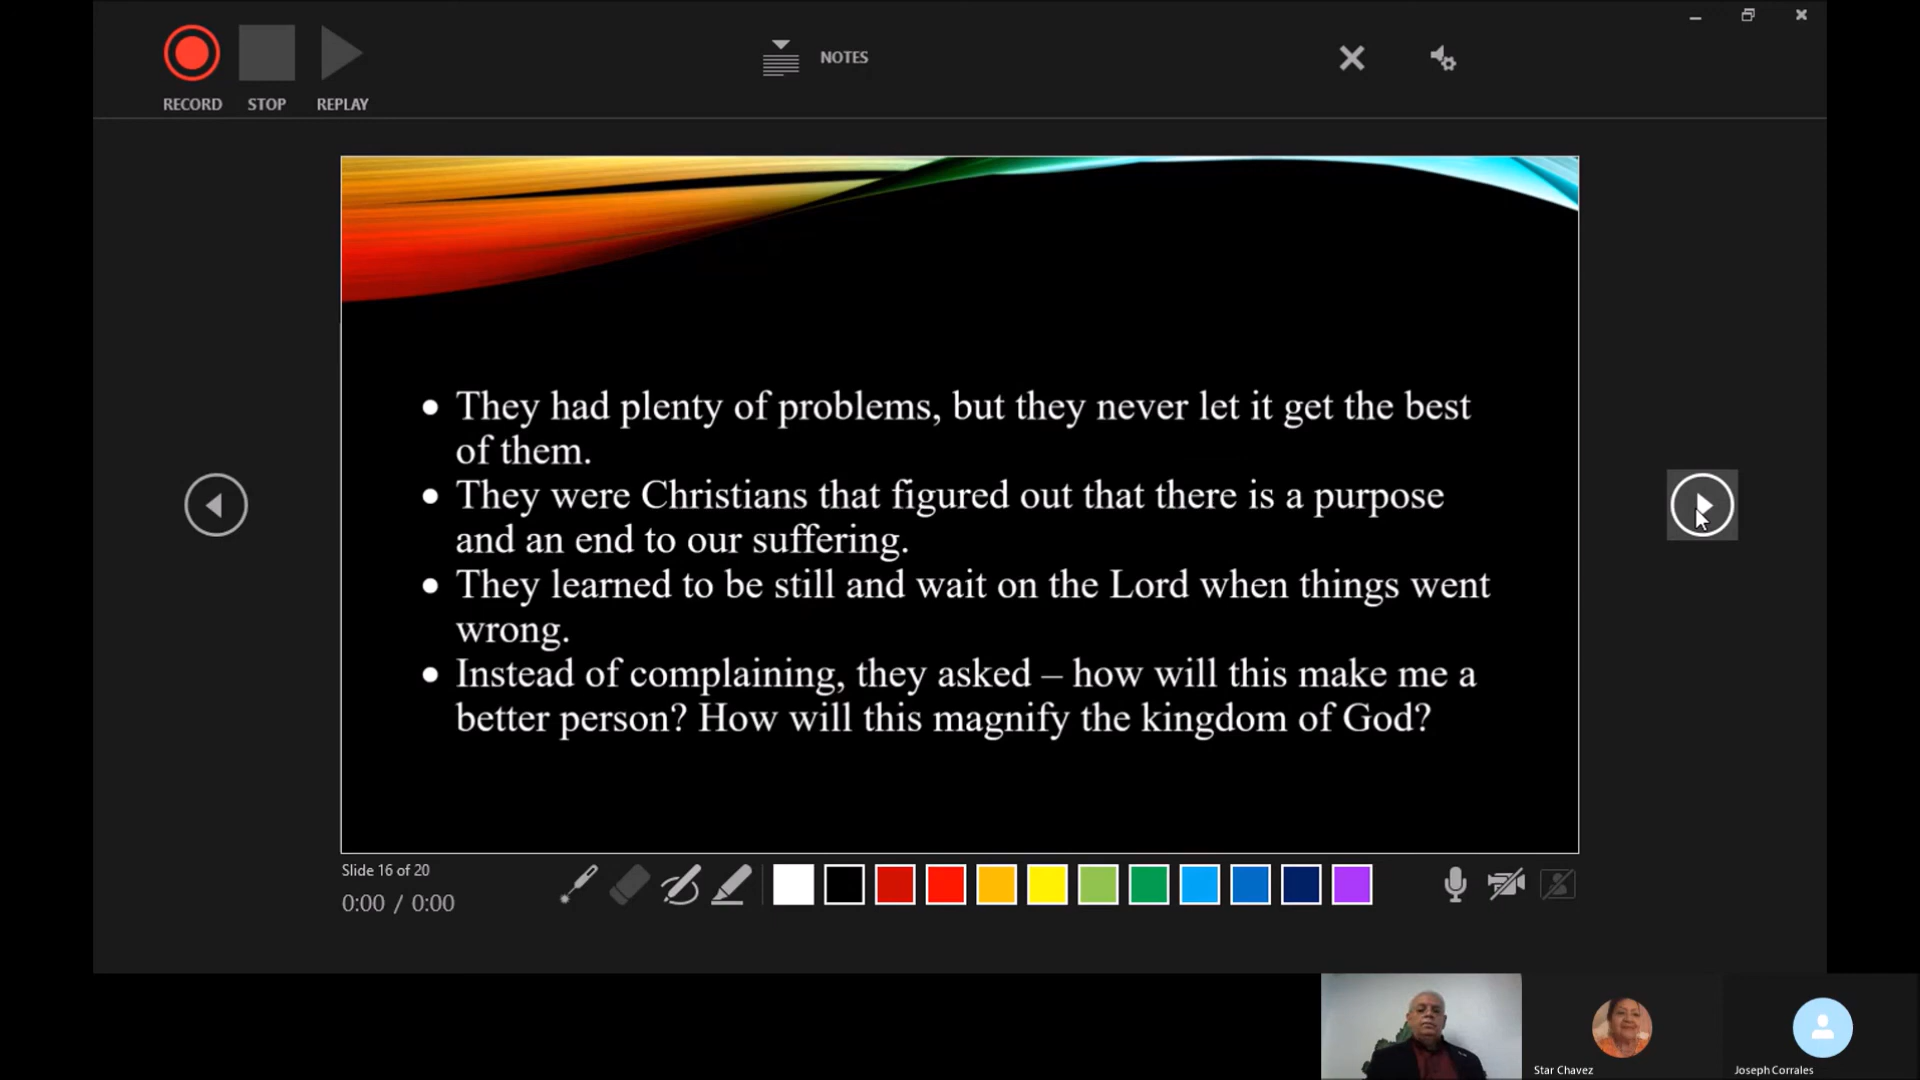 RECORD STOP REPLAY
NOTES
• They had plenty of problems, but they never let it get the best
of them.
• They were Christians that figured out that there is a purpose
and an end to our suffering.
• They learned to be still and wait on the Lord when things went
wrong.
• Instead of complaining, they asked – how will this make me a
better person? How will this magnify the kingdom of God?
Slide 16 of 20
0:00 / 0:00
Star Chavez
Joseph Corrales